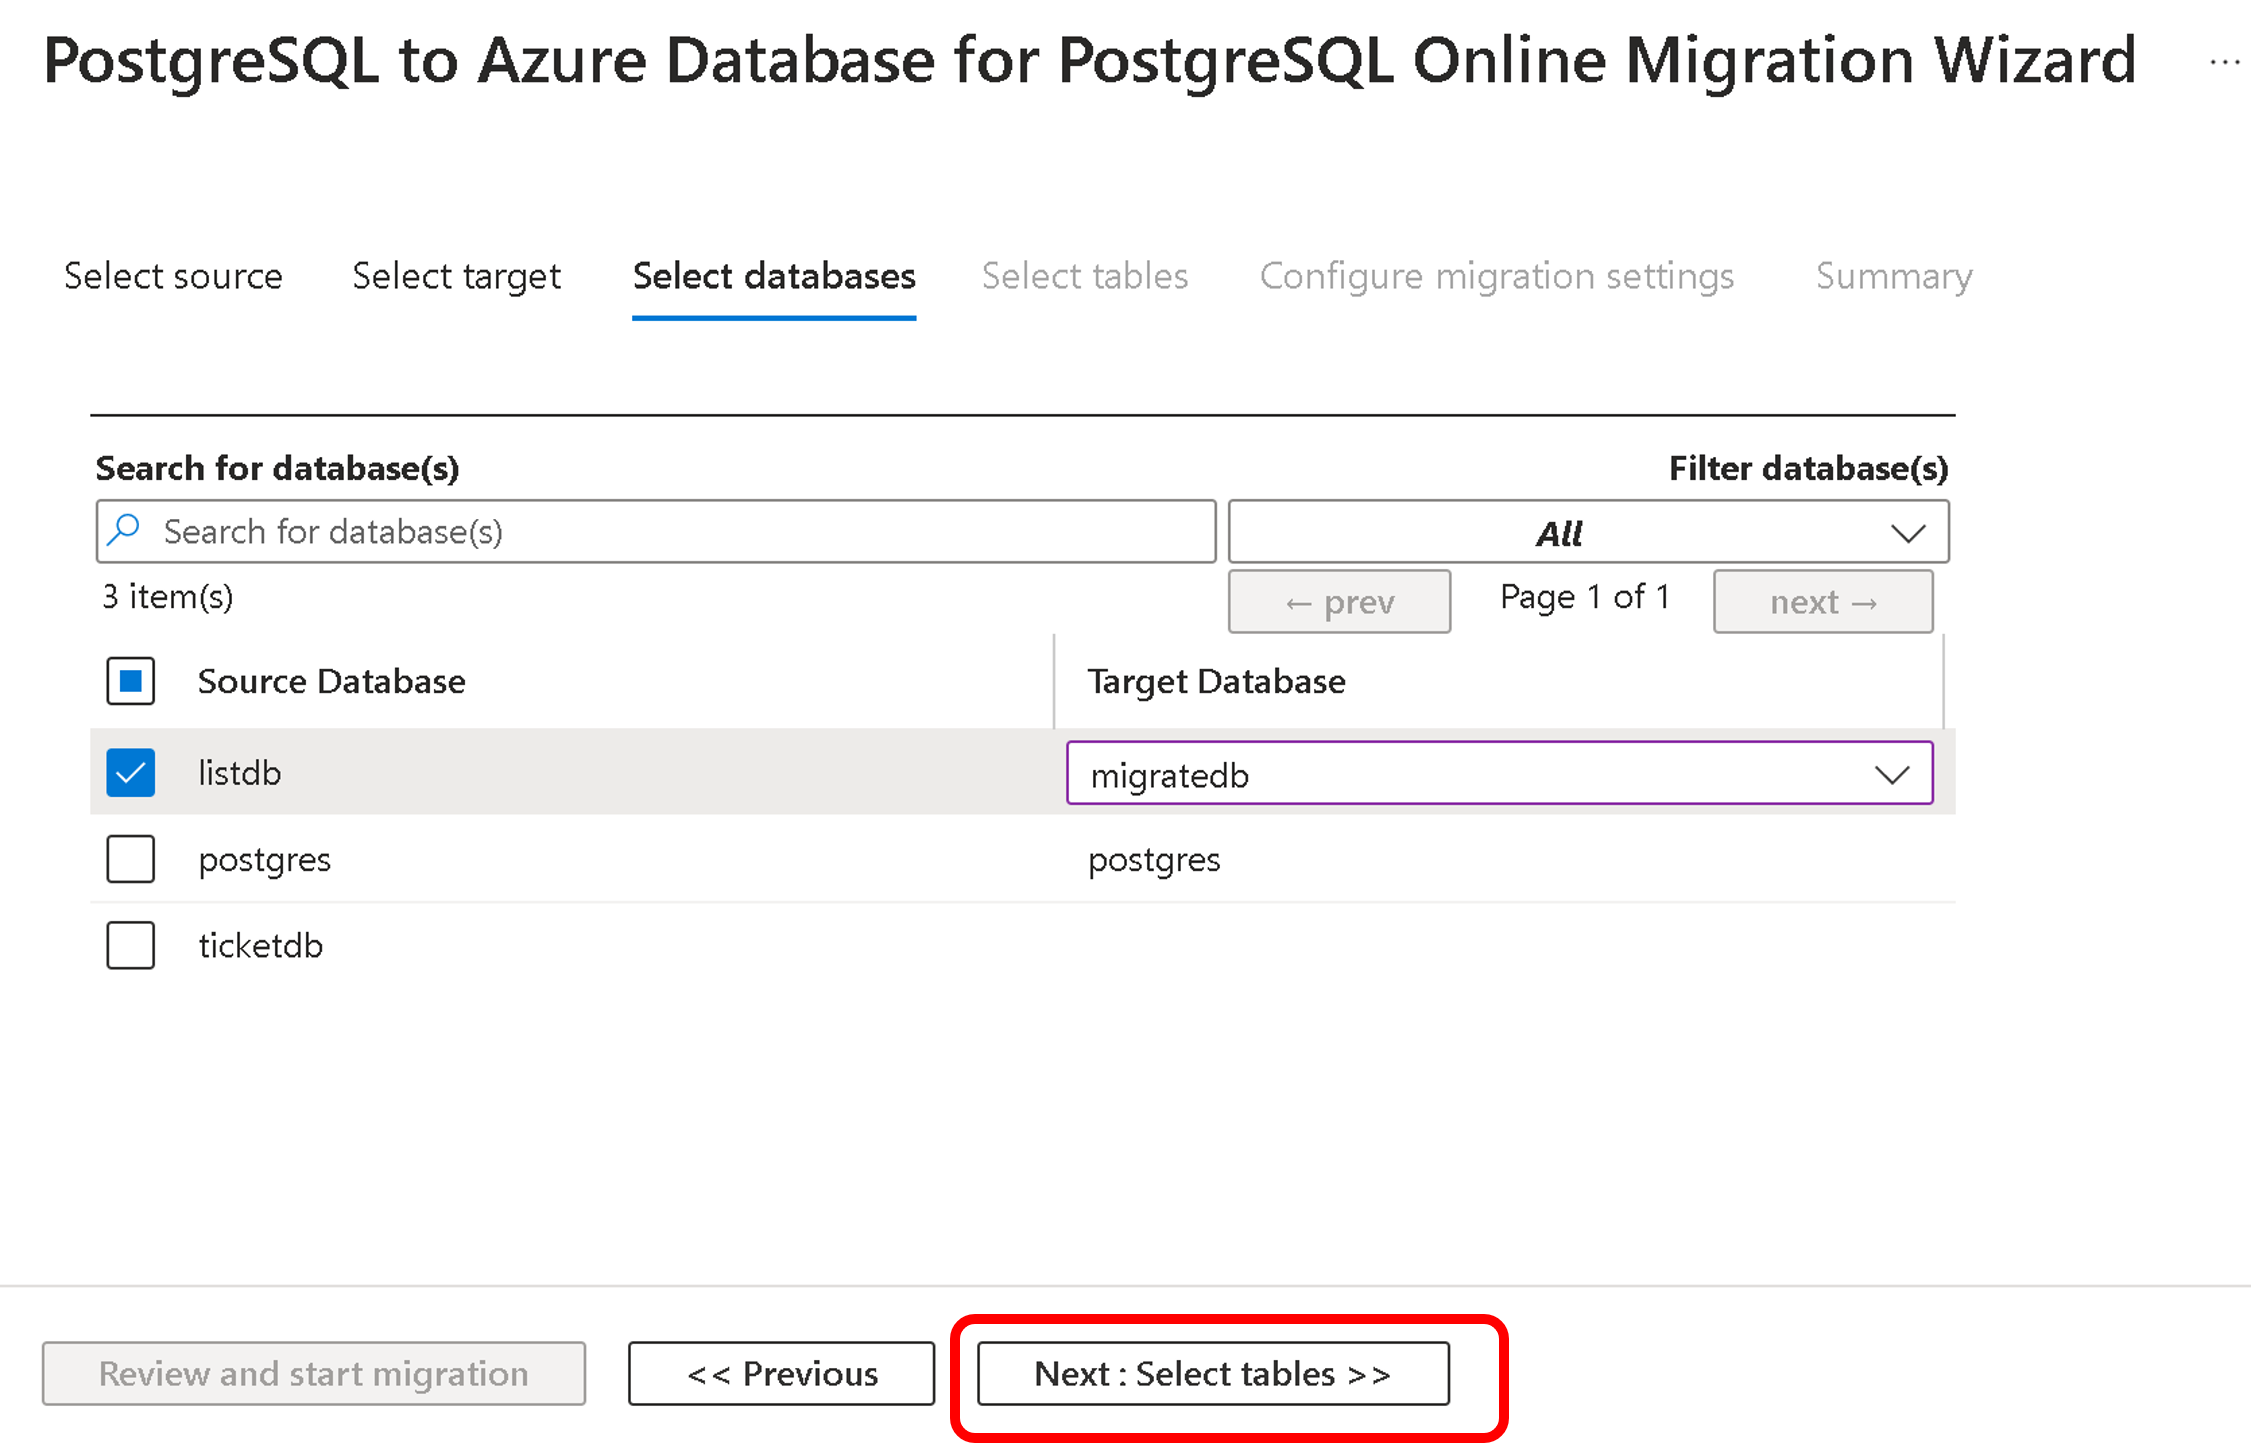 PostgreSQL to Azure Database for PostgreSQL Online Migration Wizard ...
Select source Select target Select databases Select tables Configure migration settings Summary
Search for database(s) Filter database(s)
Search for database(s) All
3 item(s) ← prev Page 1 of 1 next →
Source Database Target Database
listdb migratedb
postgres postgres
ticketdb
Review and start migration << Previous Next : Select tables >>